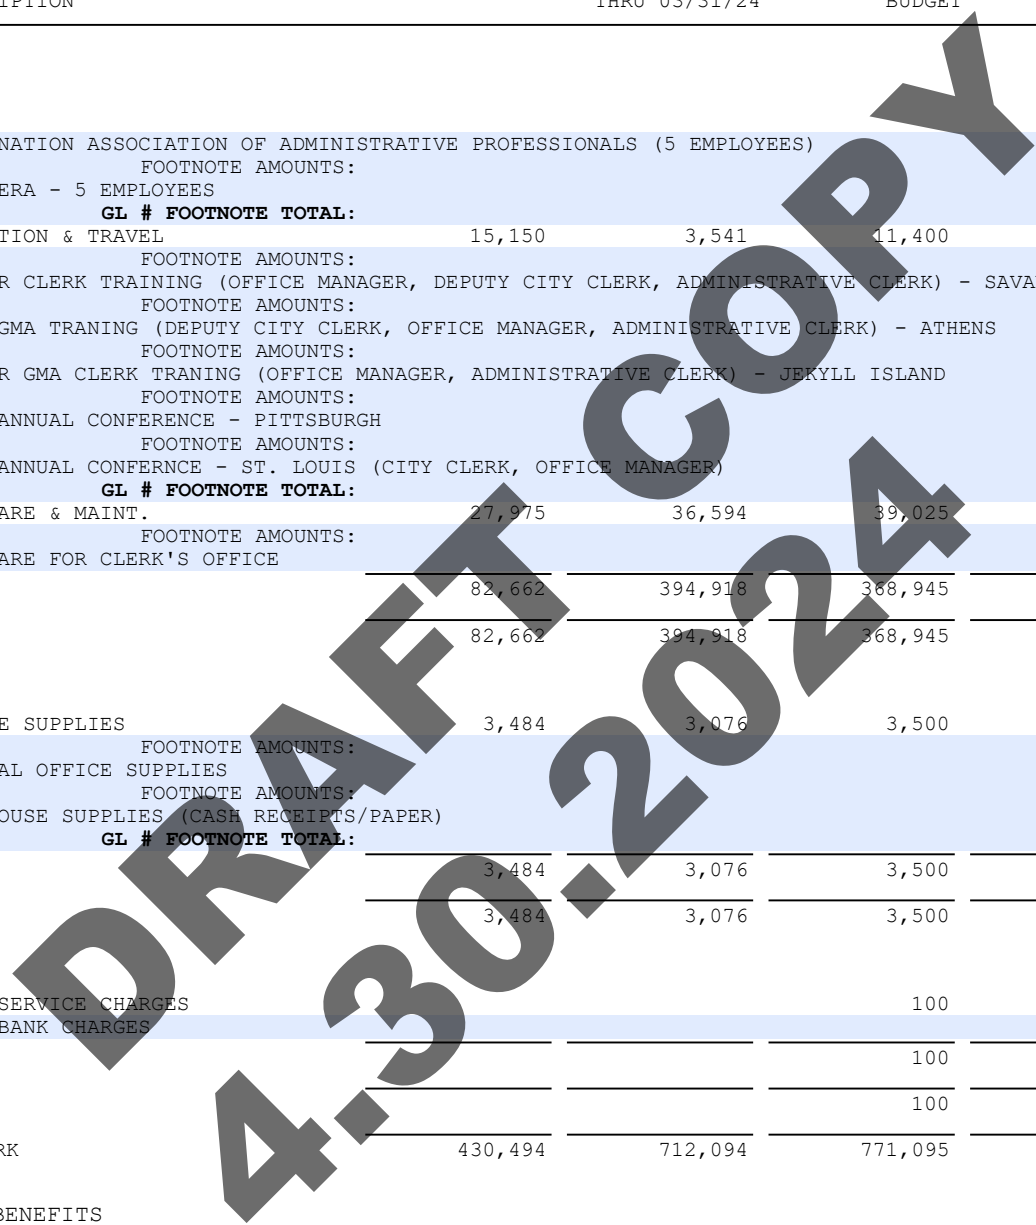 IPTION THRU 03/31/24 BUDGET
NATION ASSOCIATION OF ADMINISTRATIVE PROFESSIONALS (5 EMPLOYEES)
FOOTNOTE AMOUNTS:
ERA - 5 EMPLOYEES
GL # FOOTNOTE TOTAL:
TION & TRAVEL 15,150 3,541 11,400
FOOTNOTE AMOUNTS:
R CLERK TRAINING (OFFICE MANAGER, DEPUTY CITY CLERK, ADMINISTRATIVE CLERK) - SAVA
FOOTNOTE AMOUNTS:
GMA TRANING (DEPUTY CITY CLERK, OFFICE MANAGER, ADMINISTRATIVE CLERK) - ATHENS
FOOTNOTE AMOUNTS:
R GMA CLERK TRANING (OFFICE MANAGER, ADMINISTRATIVE CLERK) - JEKYLL ISLAND
FOOTNOTE AMOUNTS:
ANNUAL CONFERENCE - PITTSBURGH
FOOTNOTE AMOUNTS:
ANNUAL CONFERNCE - ST. LOUIS (CITY CLERK, OFFICE MANAGER)
GL # FOOTNOTE TOTAL:
ARE & MAINT. 27,975 36,594 39,025
FOOTNOTE AMOUNTS:
ARE FOR CLERK'S OFFICE
82,662 394,918 368,945
82,662 394,918 368,945
E SUPPLIES 3,484 3,076 3,500
FOOTNOTE AMOUNTS:
AL OFFICE SUPPLIES
FOOTNOTE AMOUNTS:
OUSE SUPPLIES (CASH RECEIPTS/PAPER)
GL # FOOTNOTE TOTAL:
3,484 3,076 3,500
3,484 3,076 3,500
SERVICE CHARGES 100
BANK CHARGES
100
100
RK 430,494 712,094 771,095
BENEFITS
DRAFT COPY
4.30.2024